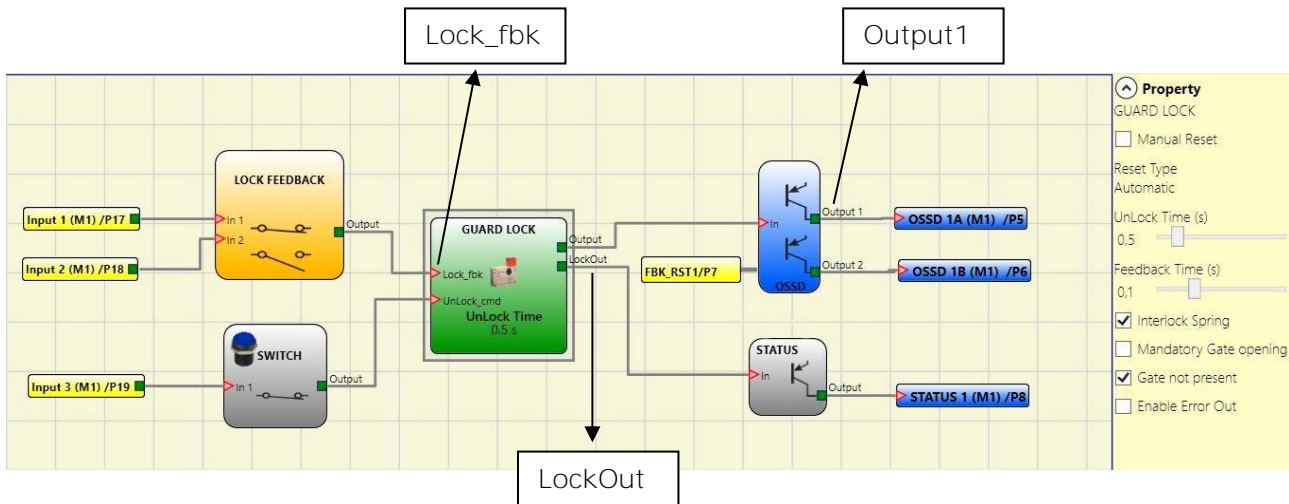 Lock_fbk
Output1
LOCK FEEDBACK
Input 1 (M1) /P17
In 1
Output
Input 2 (M1) /P18
In 2
GUARD LOCK
Output
LockOut
Lock_fbk
UnLock_cmd
UnLock Time
0,5 s
SWITCH
Input 3 (M1) /P19
In 1
Output
Output 1
OSSD 1A (M1) /P5
In
FBK_RST1/P7
Output 2
OSSD 1B (M1) /P6
OSSD
STATUS
In
Output
STATUS 1 (M1) /P8
LockOut
Property
GUARD LOCK
Manual Reset
Reset Type
Automatic
UnLock Time (s)
0,5
Feedback Time (s)
0,1
Interlock Spring
Mandatory Gate opening
Gate not present
Enable Error Out